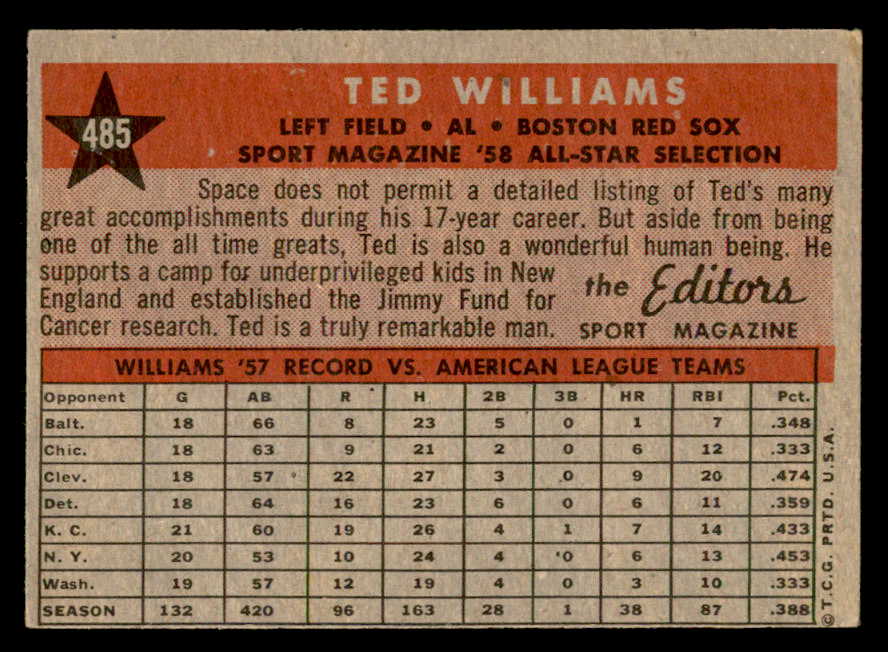 485
TED WILLIAMS
LEFT FIELD • AL • BOSTON RED SOX
SPORT MAGAZINE '58 ALL-STAR SELECTION
Space does not permit a detailed listing of Ted's many
great accomplishments during his 17-year career. But aside from being
one of the all time greats, Ted is also a wonderful human being. He
supports a camp for underprivileged kids in New
England and established the Jimmy Fund for
Cancer research. Ted is a truly remarkable man.
the Editors
SPORT MAGAZINE
WILLIAMS '57 RECORD VS. AMERICAN LEAGUE TEAMS
Opponent G AB R H 2B 3B HR RBI Pct.
Balt. 18 66 8 23 5 0 1 7 .348
Chic. 18 63 9 21 2 0 6 12 .333
Clev. 18 57 22 27 3 0 9 20 .474
Det. 18 64 16 23 6 0 6 11 .359
K. C. 21 60 19 26 4 1 7 14 .433
N. Y. 20 53 10 24 4 0 6 13 .453
Wash. 19 57 12 19 4 0 3 10 .333
SEASON 132 420 96 163 28 1 38 87 .388
© T.C.G. PRTD. U.S.A.